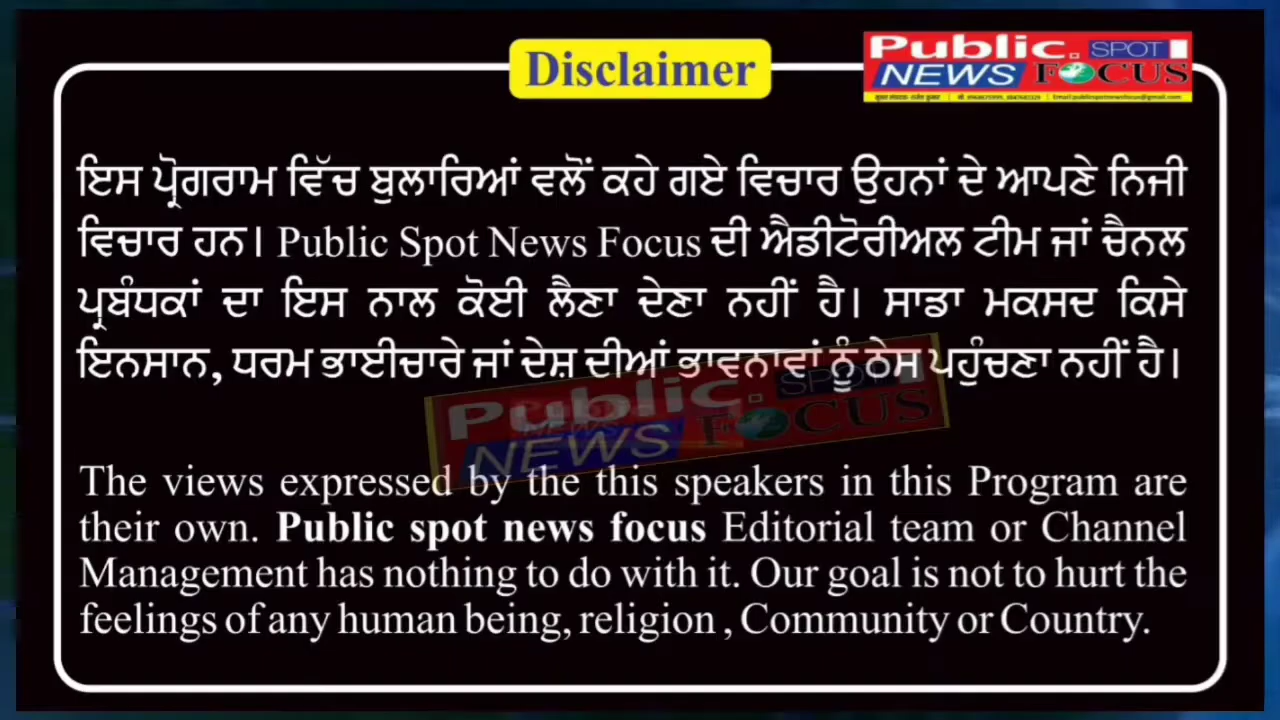 Disclaimer
Public. SPOT
NEWS FOCUS
ਇਸ ਪ੍ਰੋਗਰਾਮ ਵਿੱਚ ਬੁਲਾਰਿਆਂ ਵਲੋਂ ਕਹੇ ਗਏ ਵਿਚਾਰ ਉਹਨਾਂ ਦੇ ਆਪਣੇ ਨਿਜੀ
ਵਿਚਾਰ ਹਨ। Public Spot News Focus ਦੀ ਐਡੀਟੋਰੀਅਲ ਟੀਮ ਜਾਂ ਚੈਨਲ
ਪ੍ਰਬੰਧਕਾਂ ਦਾ ਇਸ ਨਾਲ ਕੋਈ ਲੈਣਾ ਦੇਣਾ ਨਹੀਂ ਹੈ। ਸਾਡਾ ਮਕਸਦ ਕਿਸੇ
ਇਨਸਾਨ, ਧਰਮ ਭਾਈਚਾਰੇ ਜਾਂ ਦੇਸ਼ ਦੀਆਂ ਭਾਵਨਾਵਾਂ ਨੂੰ ਠੇਸ ਪਹੁੰਚਣਾ ਨਹੀਂ ਹੈ।
Public. SPOT
NEWS FOCUS
The views expressed by the this speakers in this Program are
their own. Public spot news focus Editorial team or Channel
Management has nothing to do with it. Our goal is not to hurt the
feelings of any human being, religion , Community or Country.